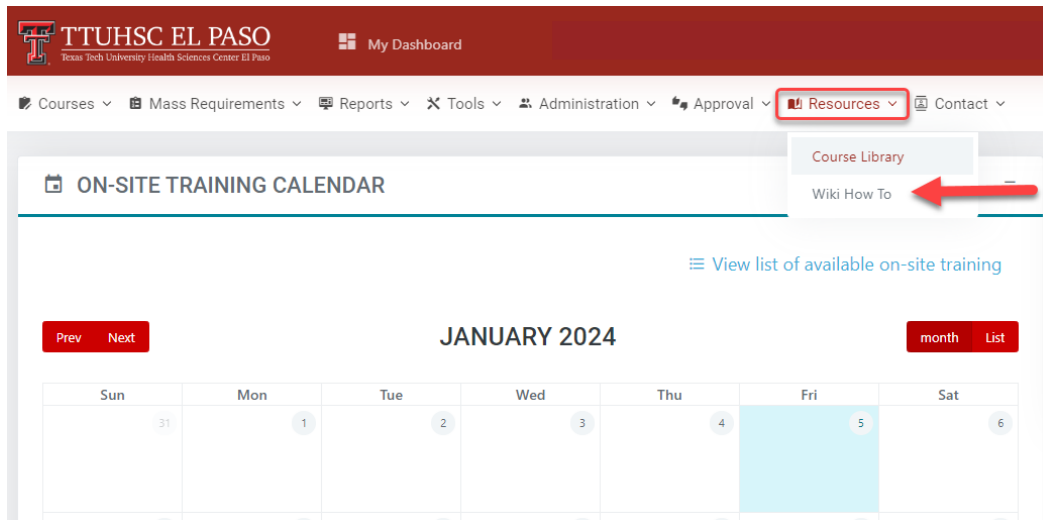 TTUHSC EL PASO
Texas Tech University Health Sciences Center El Paso
My Dashboard
Courses Mass Requirements Reports Tools Administration Approval Resources Contact
Course Library
Wiki How To
ON-SITE TRAINING CALENDAR
View list of available on-site training
Prev Next JANUARY 2024 month List
Sun Mon Tue Wed Thu Fri Sat
31 1 2 3 4 5 6